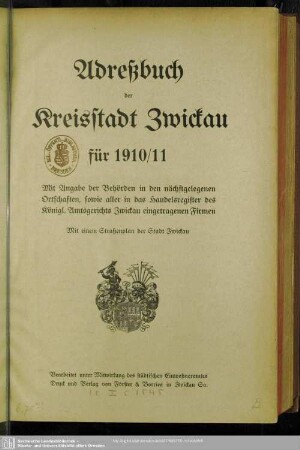 Adreßbuch
der
Kreisstadt Zwickau
für 1910/11
Mit Angabe der Behörden in den nächstgelegenen
Ortschaften, sowie aller in das Handelsregister des
Königl. Amtsgerichts Zwickau eingetragenen Firmen
Mit einem Straßenplan der Stadt Zwickau
Bearbeitet unter Mitwirkung des städtischen Einwohneramtes
Druck und Verlag von Förster & Borries in Zwickau Sa.